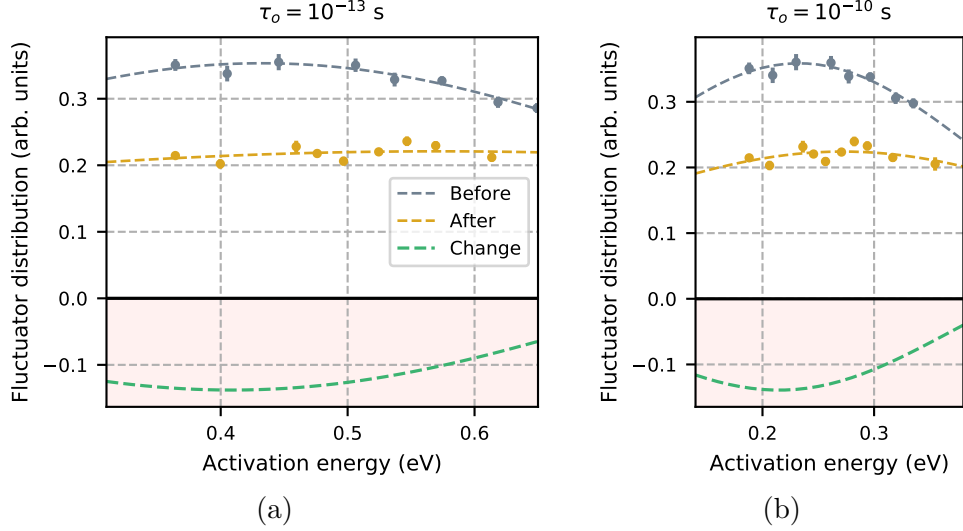 τ₀ = 10⁻¹³ s
Fluctuator distribution (arb. units)
0.3
0.2
0.1
0.0
−0.1
Before
After
Change
0.4
0.5
0.6
Activation energy (eV)
(a)
τ₀ = 10⁻¹⁰ s
Fluctuator distribution (arb. units)
0.3
0.2
0.1
0.0
−0.1
0.2
0.3
Activation energy (eV)
(b)